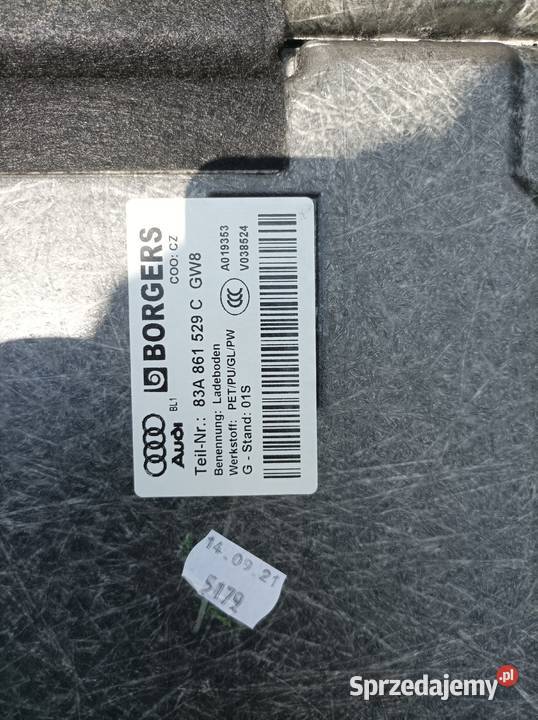 Audi BL1 BORGERS
COO: CZ
Teil-Nr.: 83A 861 529 C GW8
Benennung: Ladeboden
Werkstoff: PET/PU/GL/PW
G - Stand: 01S
CCC
A019353
V038524
14.09.21
5179
Sprzedajemy.pl